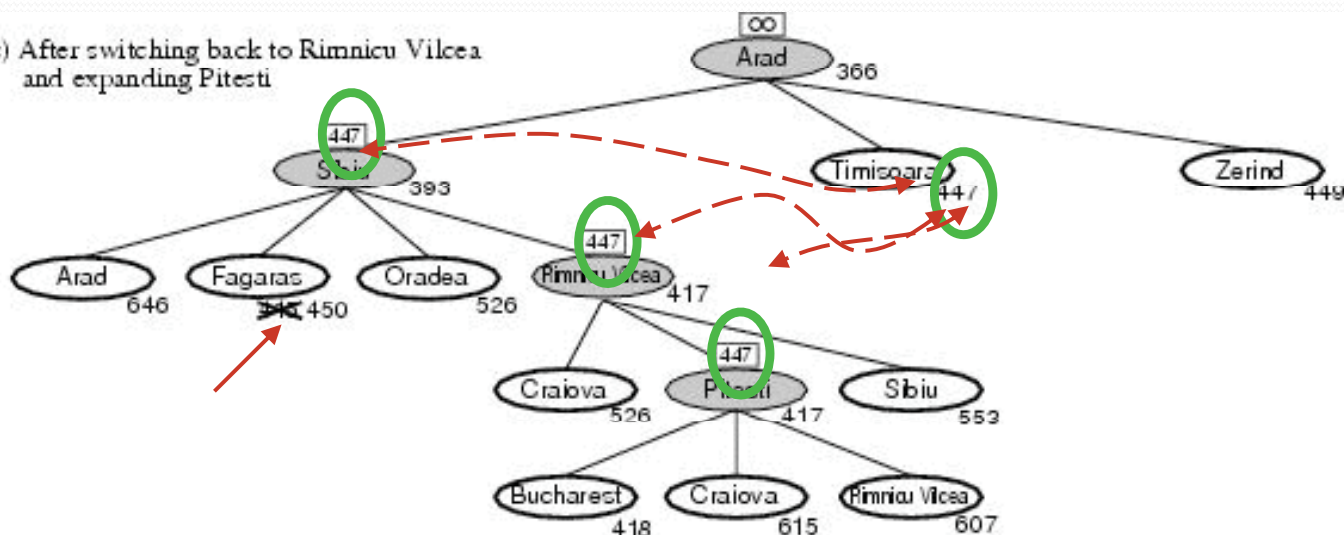 ∞
) After switching back to Rimnicu Vilcea
and expanding Pitesti
Arad
366
447
Sibiu
393
Timisoara
447
Zerind
449
Arad
646
Fagaras
450
Oradea
526
447
Rimnicu Vilcea
417
Craiova
526
447
Pitesti
417
Sibiu
553
Bucharest
418
Craiova
615
Rimnicu Vilcea
607